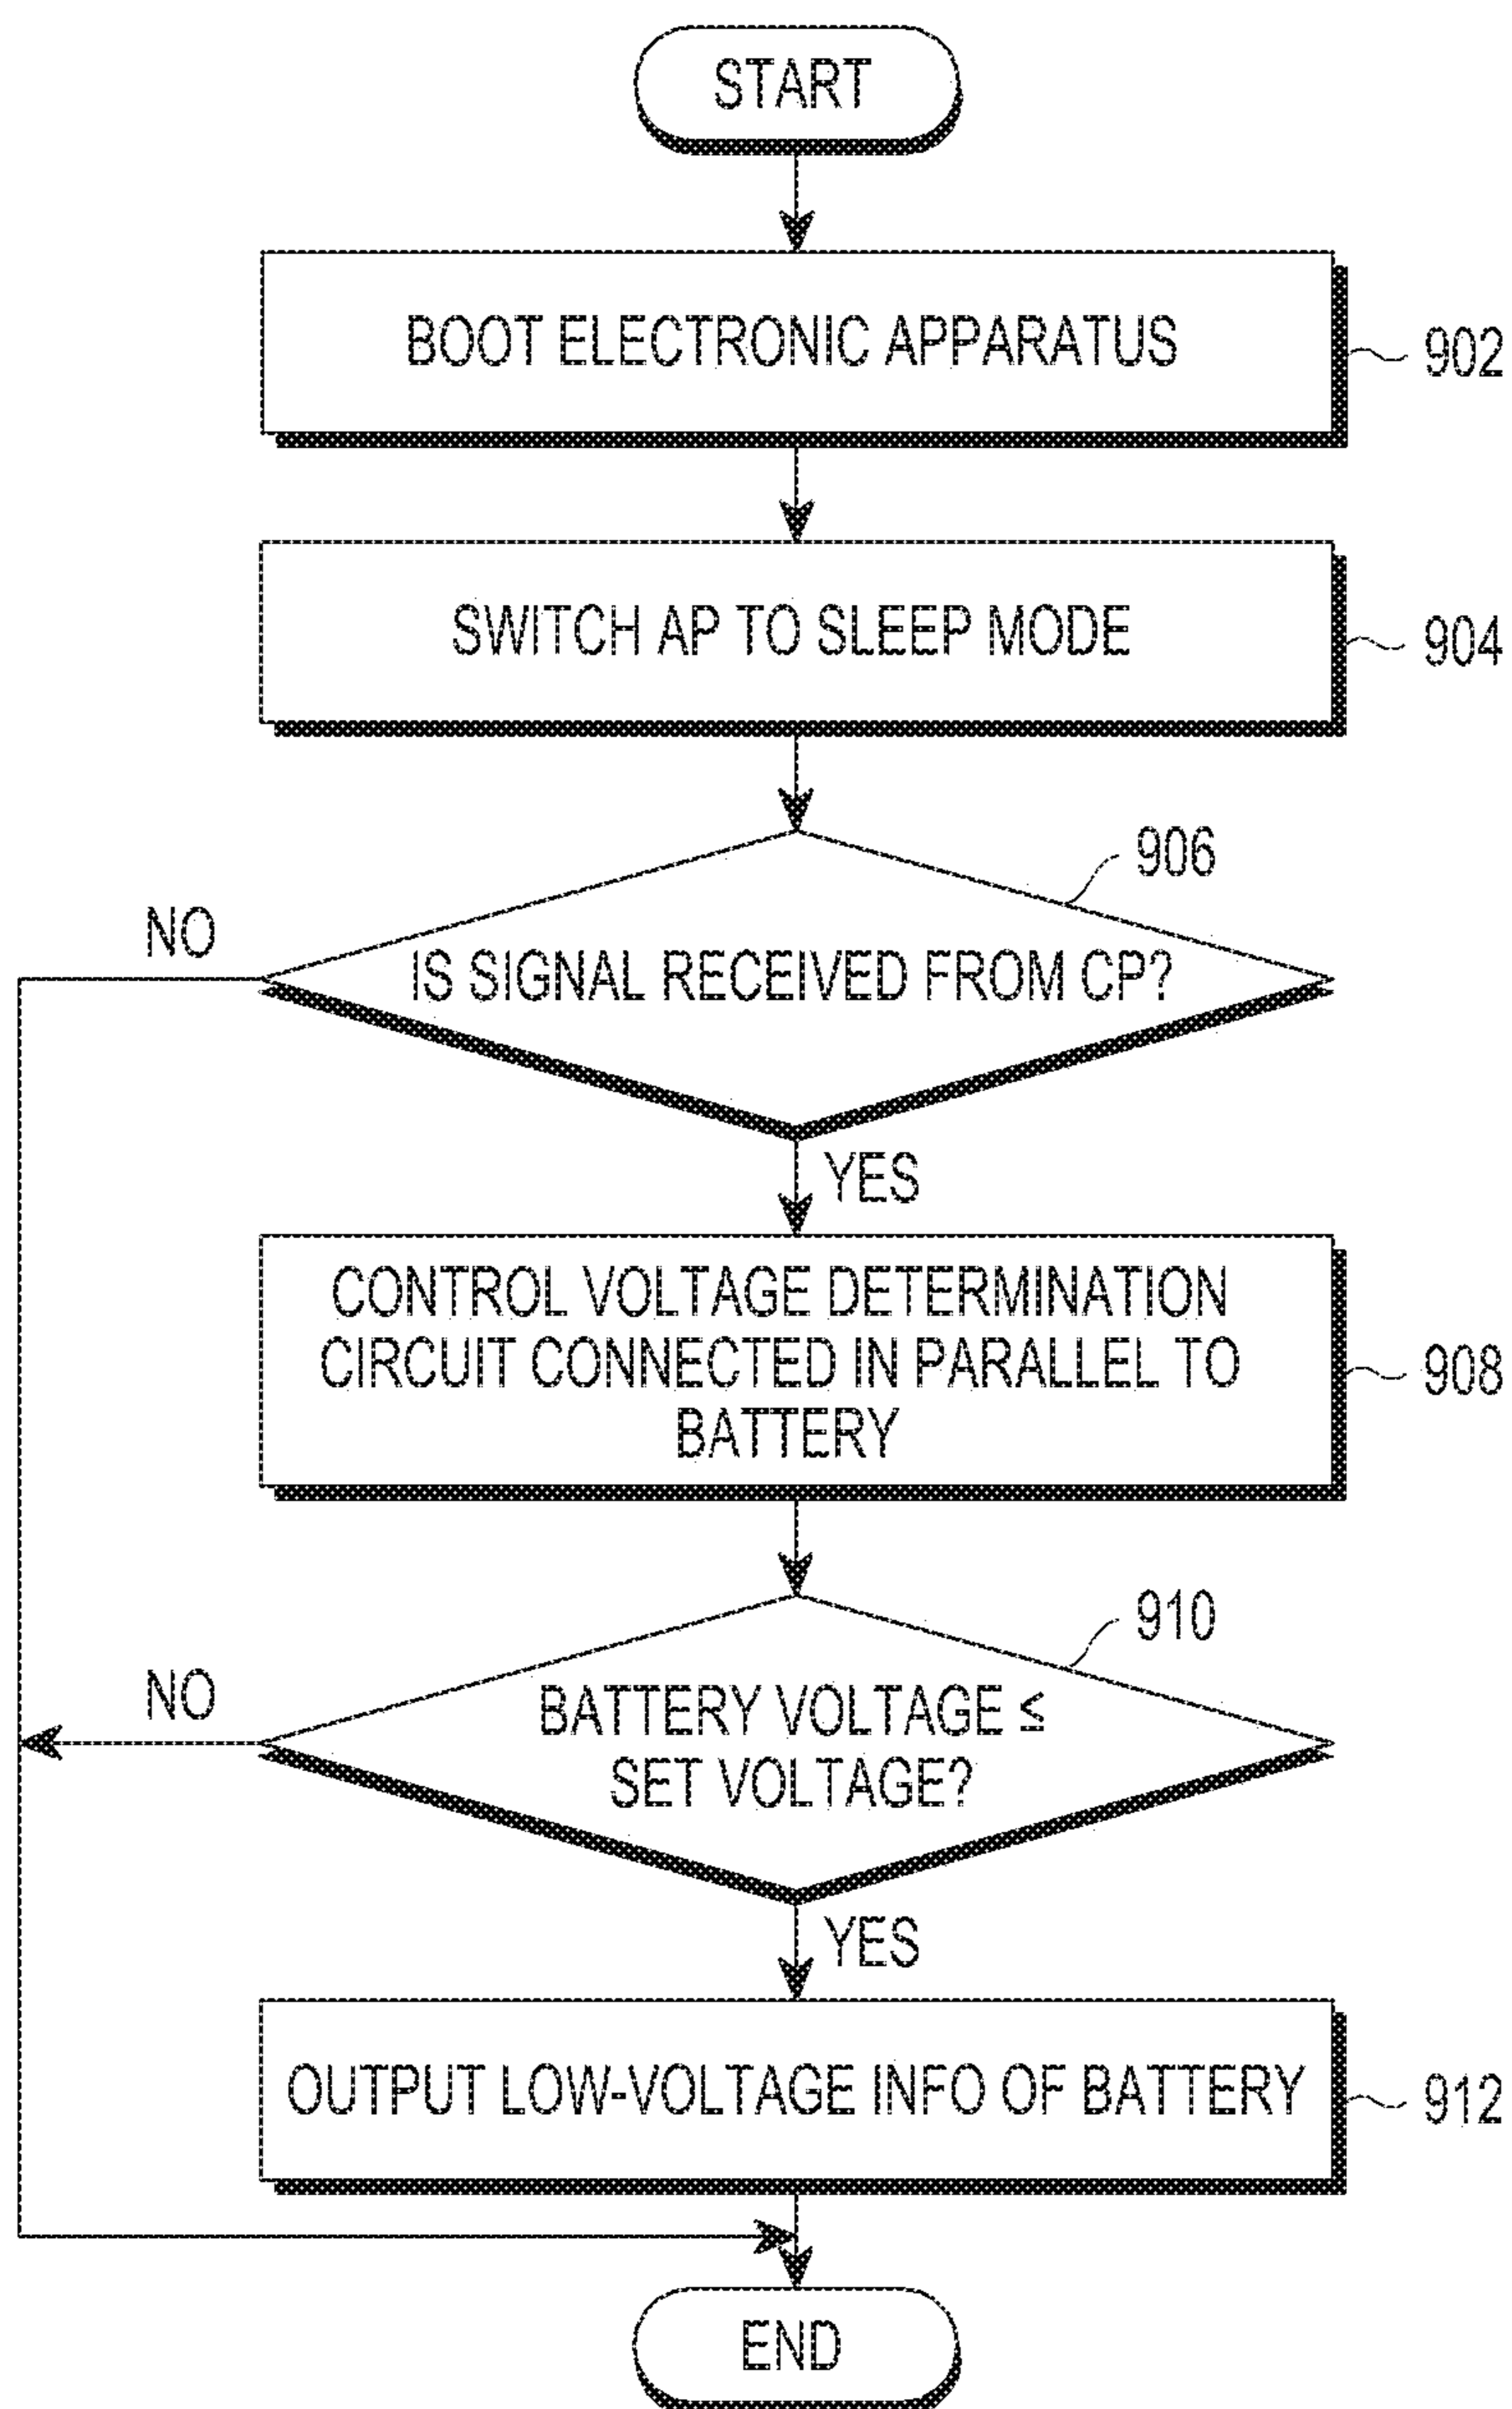 START
BOOT ELECTRONIC APPARATUS
902
SWITCH AP TO SLEEP MODE
904
906
NO
IS SIGNAL RECEIVED FROM CP?
YES
CONTROL VOLTAGE DETERMINATION
CIRCUIT CONNECTED IN PARALLEL TO
BATTERY
908
910
NO
BATTERY VOLTAGE ≤
SET VOLTAGE?
YES
OUTPUT LOW-VOLTAGE INFO OF BATTERY
912
END